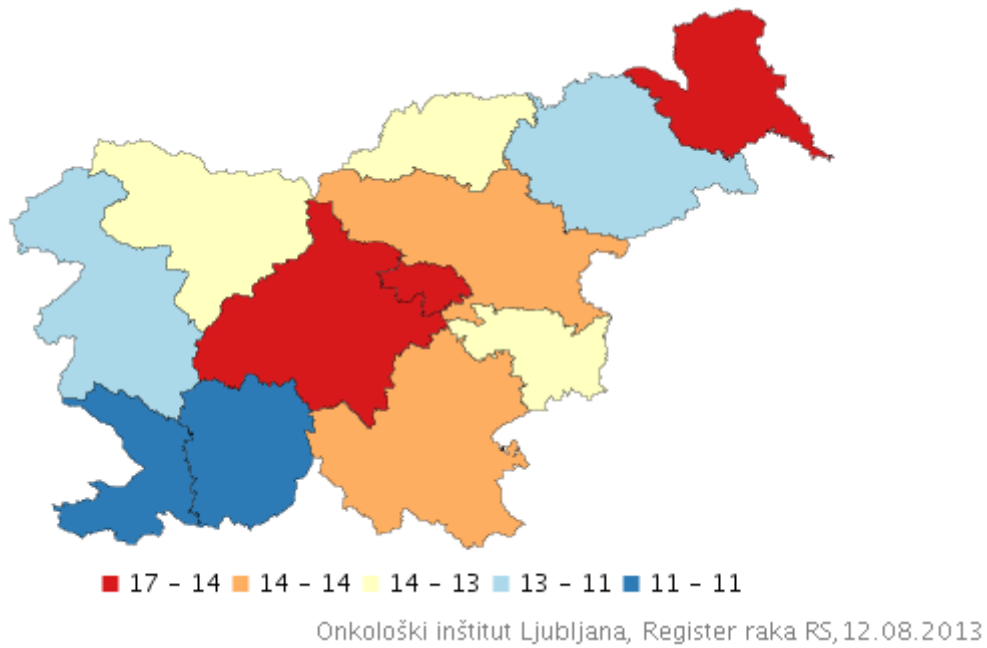 17 – 14 14 – 14 14 – 13 13 – 11 11 – 11
Onkološki inštitut Ljubljana, Register raka RS,12.08.2013